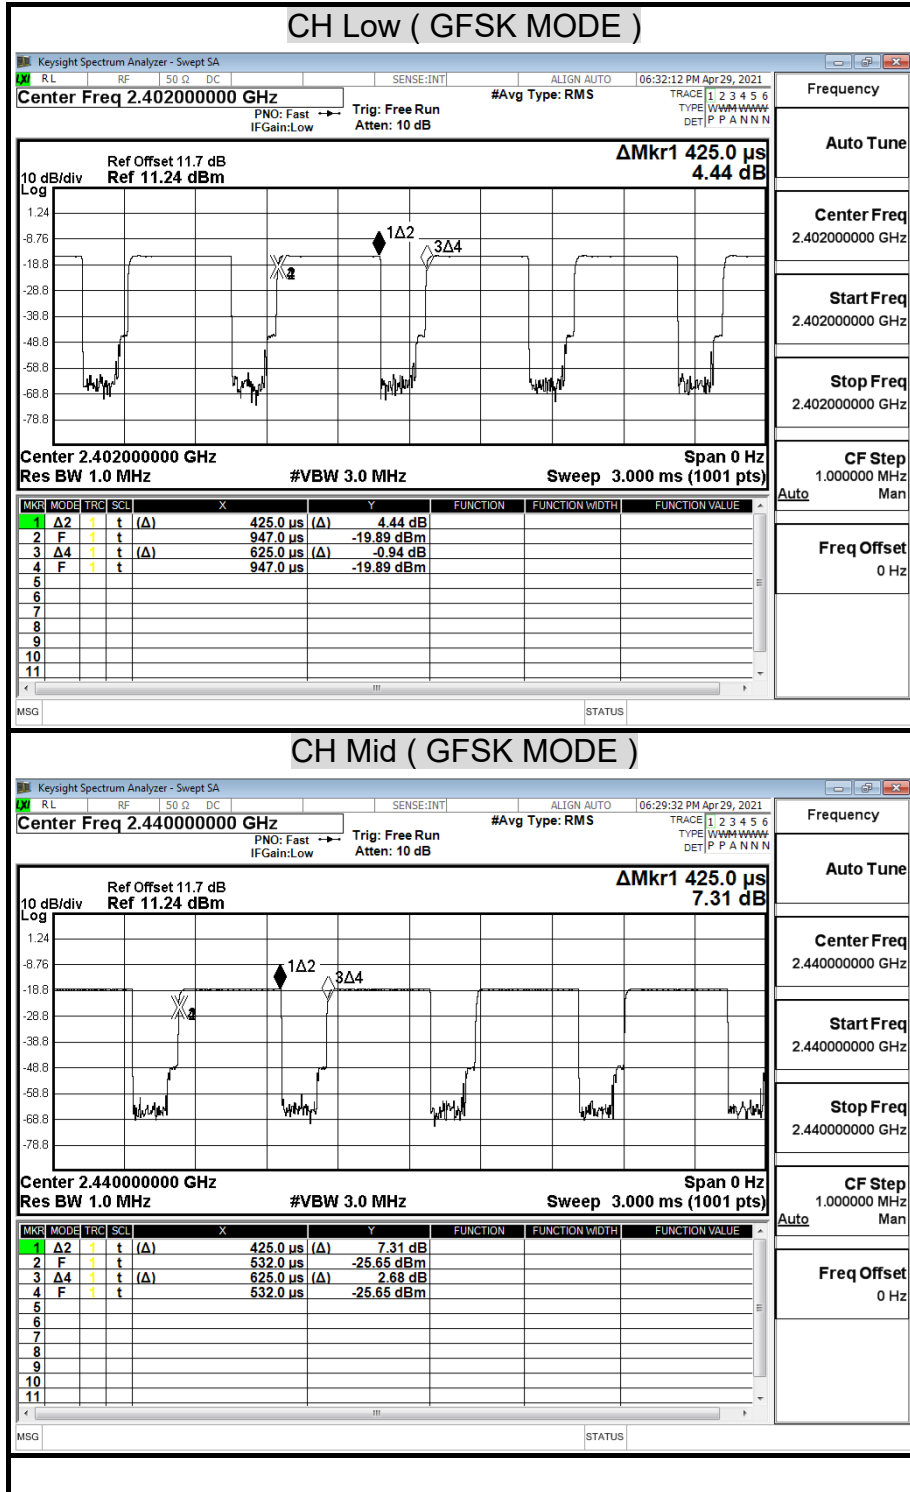 CH Low ( GFSK MODE )
Keysight Spectrum Analyzer - Swept SA
LXI RL RF 50 Ω DC SENSE:INT ALIGN AUTO 06:32:12 PM Apr 29, 2021
Center Freq 2.402000000 GHz
PNO: Fast
IFGain:Low
Trig: Free Run
Atten: 10 dB
#Avg Type: RMS
TRACE 1 2 3 4 5 6
TYPE WWWWWW
DET P P A N N N
Frequency
Auto Tune
Center Freq
2.402000000 GHz
Start Freq
2.402000000 GHz
Stop Freq
2.402000000 GHz
CF Step
1.000000 MHz
Auto Man
Freq Offset
0 Hz
ΔMkr1 425.0 µs
4.44 dB
Ref Offset 11.7 dB
10 dB/div Ref 11.24 dBm
Log
1.24
-8.76
-18.8
-28.8
-38.8
-48.8
-58.8
-68.8
-78.8
1Δ2
3Δ4
Center 2.402000000 GHz Span 0 Hz
Res BW 1.0 MHz #VBW 3.0 MHz Sweep 3.000 ms (1001 pts)
MKR MODE TRC SCL X Y FUNCTION FUNCTION WIDTH FUNCTION VALUE
1 Δ2 1 t (Δ) 425.0 µs (Δ) 4.44 dB
2 F 1 t 947.0 µs -19.89 dBm
3 Δ4 1 t (Δ) 625.0 µs (Δ) -0.94 dB
4 F 1 t 947.0 µs -19.89 dBm
5
6
7
8
9
10
11
MSG STATUS
CH Mid ( GFSK MODE )
Keysight Spectrum Analyzer - Swept SA
LXI RL RF 50 Ω DC SENSE:INT ALIGN AUTO 06:29:32 PM Apr 29, 2021
Center Freq 2.440000000 GHz
PNO: Fast
IFGain:Low
Trig: Free Run
Atten: 10 dB
#Avg Type: RMS
TRACE 1 2 3 4 5 6
TYPE WWWWWW
DET P P A N N N
Frequency
Auto Tune
Center Freq
2.440000000 GHz
Start Freq
2.440000000 GHz
Stop Freq
2.440000000 GHz
CF Step
1.000000 MHz
Auto Man
Freq Offset
0 Hz
ΔMkr1 425.0 µs
7.31 dB
Ref Offset 11.7 dB
10 dB/div Ref 11.24 dBm
Log
1.24
-8.76
-18.8
-28.8
-38.8
-48.8
-58.8
-68.8
-78.8
1Δ2
3Δ4
Center 2.440000000 GHz Span 0 Hz
Res BW 1.0 MHz #VBW 3.0 MHz Sweep 3.000 ms (1001 pts)
MKR MODE TRC SCL X Y FUNCTION FUNCTION WIDTH FUNCTION VALUE
1 Δ2 1 t (Δ) 425.0 µs (Δ) 7.31 dB
2 F 1 t 532.0 µs -25.65 dBm
3 Δ4 1 t (Δ) 625.0 µs (Δ) 2.68 dB
4 F 1 t 532.0 µs -25.65 dBm
5
6
7
8
9
10
11
MSG STATUS